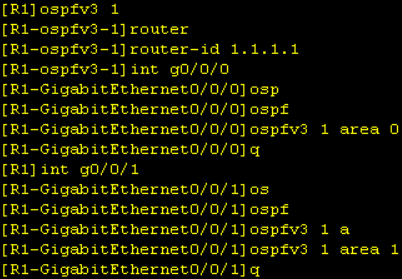 [R1]ospfv3 1
[R1-ospfv3-1]router
[R1-ospfv3-1]router-id 1.1.1.1
[R1-ospfv3-1]int g0/0/0
[R1-GigabitEthernet0/0/0]osp
[R1-GigabitEthernet0/0/0]ospf
[R1-GigabitEthernet0/0/0]ospfv3 1 area 0
[R1-GigabitEthernet0/0/0]q
[R1]int g0/0/1
[R1-GigabitEthernet0/0/1]os
[R1-GigabitEthernet0/0/1]ospf
[R1-GigabitEthernet0/0/1]ospfv3 1 a
[R1-GigabitEthernet0/0/1]ospfv3 1 area 1
[R1-GigabitEthernet0/0/1]q